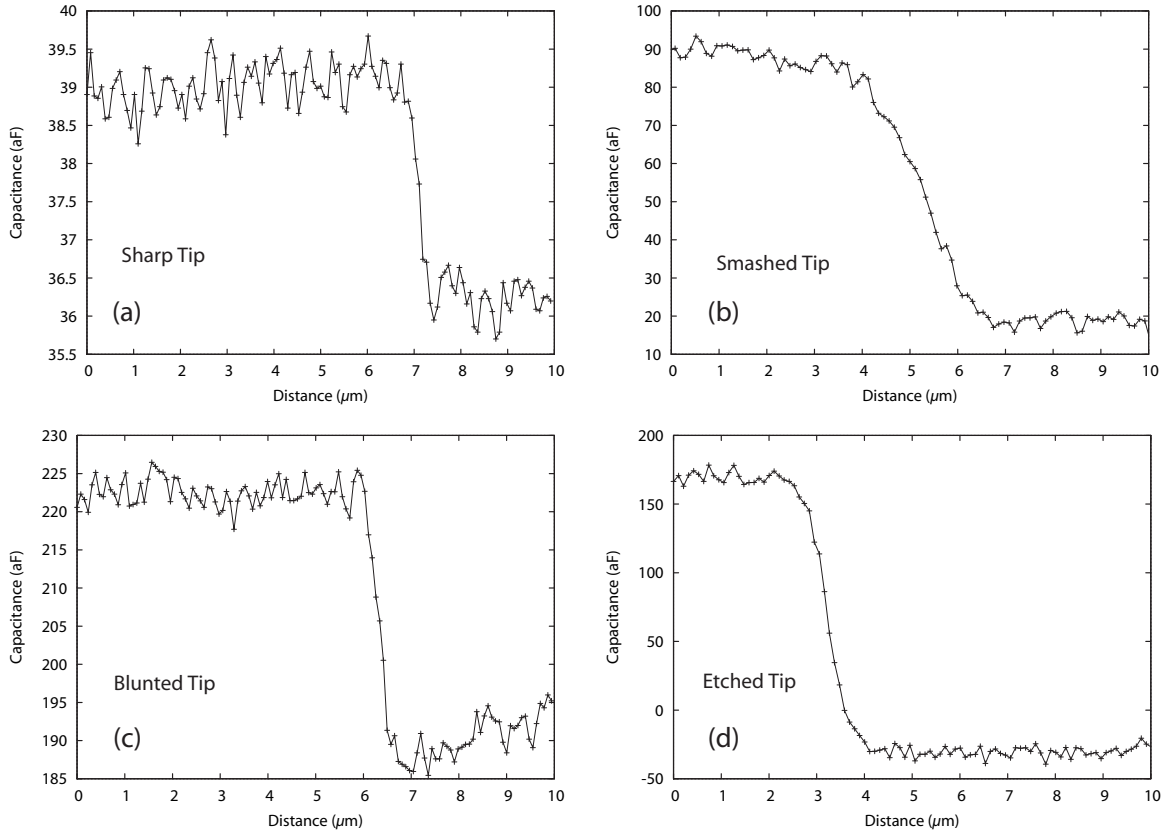 39.5
39
38.5
38
37.5
37
36.5
36
35.5
Capacitance (aF)
Sharp Tip
(a)
0 1 2 3 4 5 6 7 8 9 10
Distance (µm)
100
90
80
70
60
50
40
30
20
10
Capacitance (aF)
Smashed Tip
(b)
0 1 2 3 4 5 6 7 8 9 10
Distance (µm)
230
225
220
215
210
205
200
195
190
185
Capacitance (aF)
Blunted Tip
(c)
0 1 2 3 4 5 6 7 8 9 10
Distance (µm)
200
150
100
50
0
-50
Capacitance (aF)
Etched Tip
(d)
0 1 2 3 4 5 6 7 8 9 10
Distance (µm)